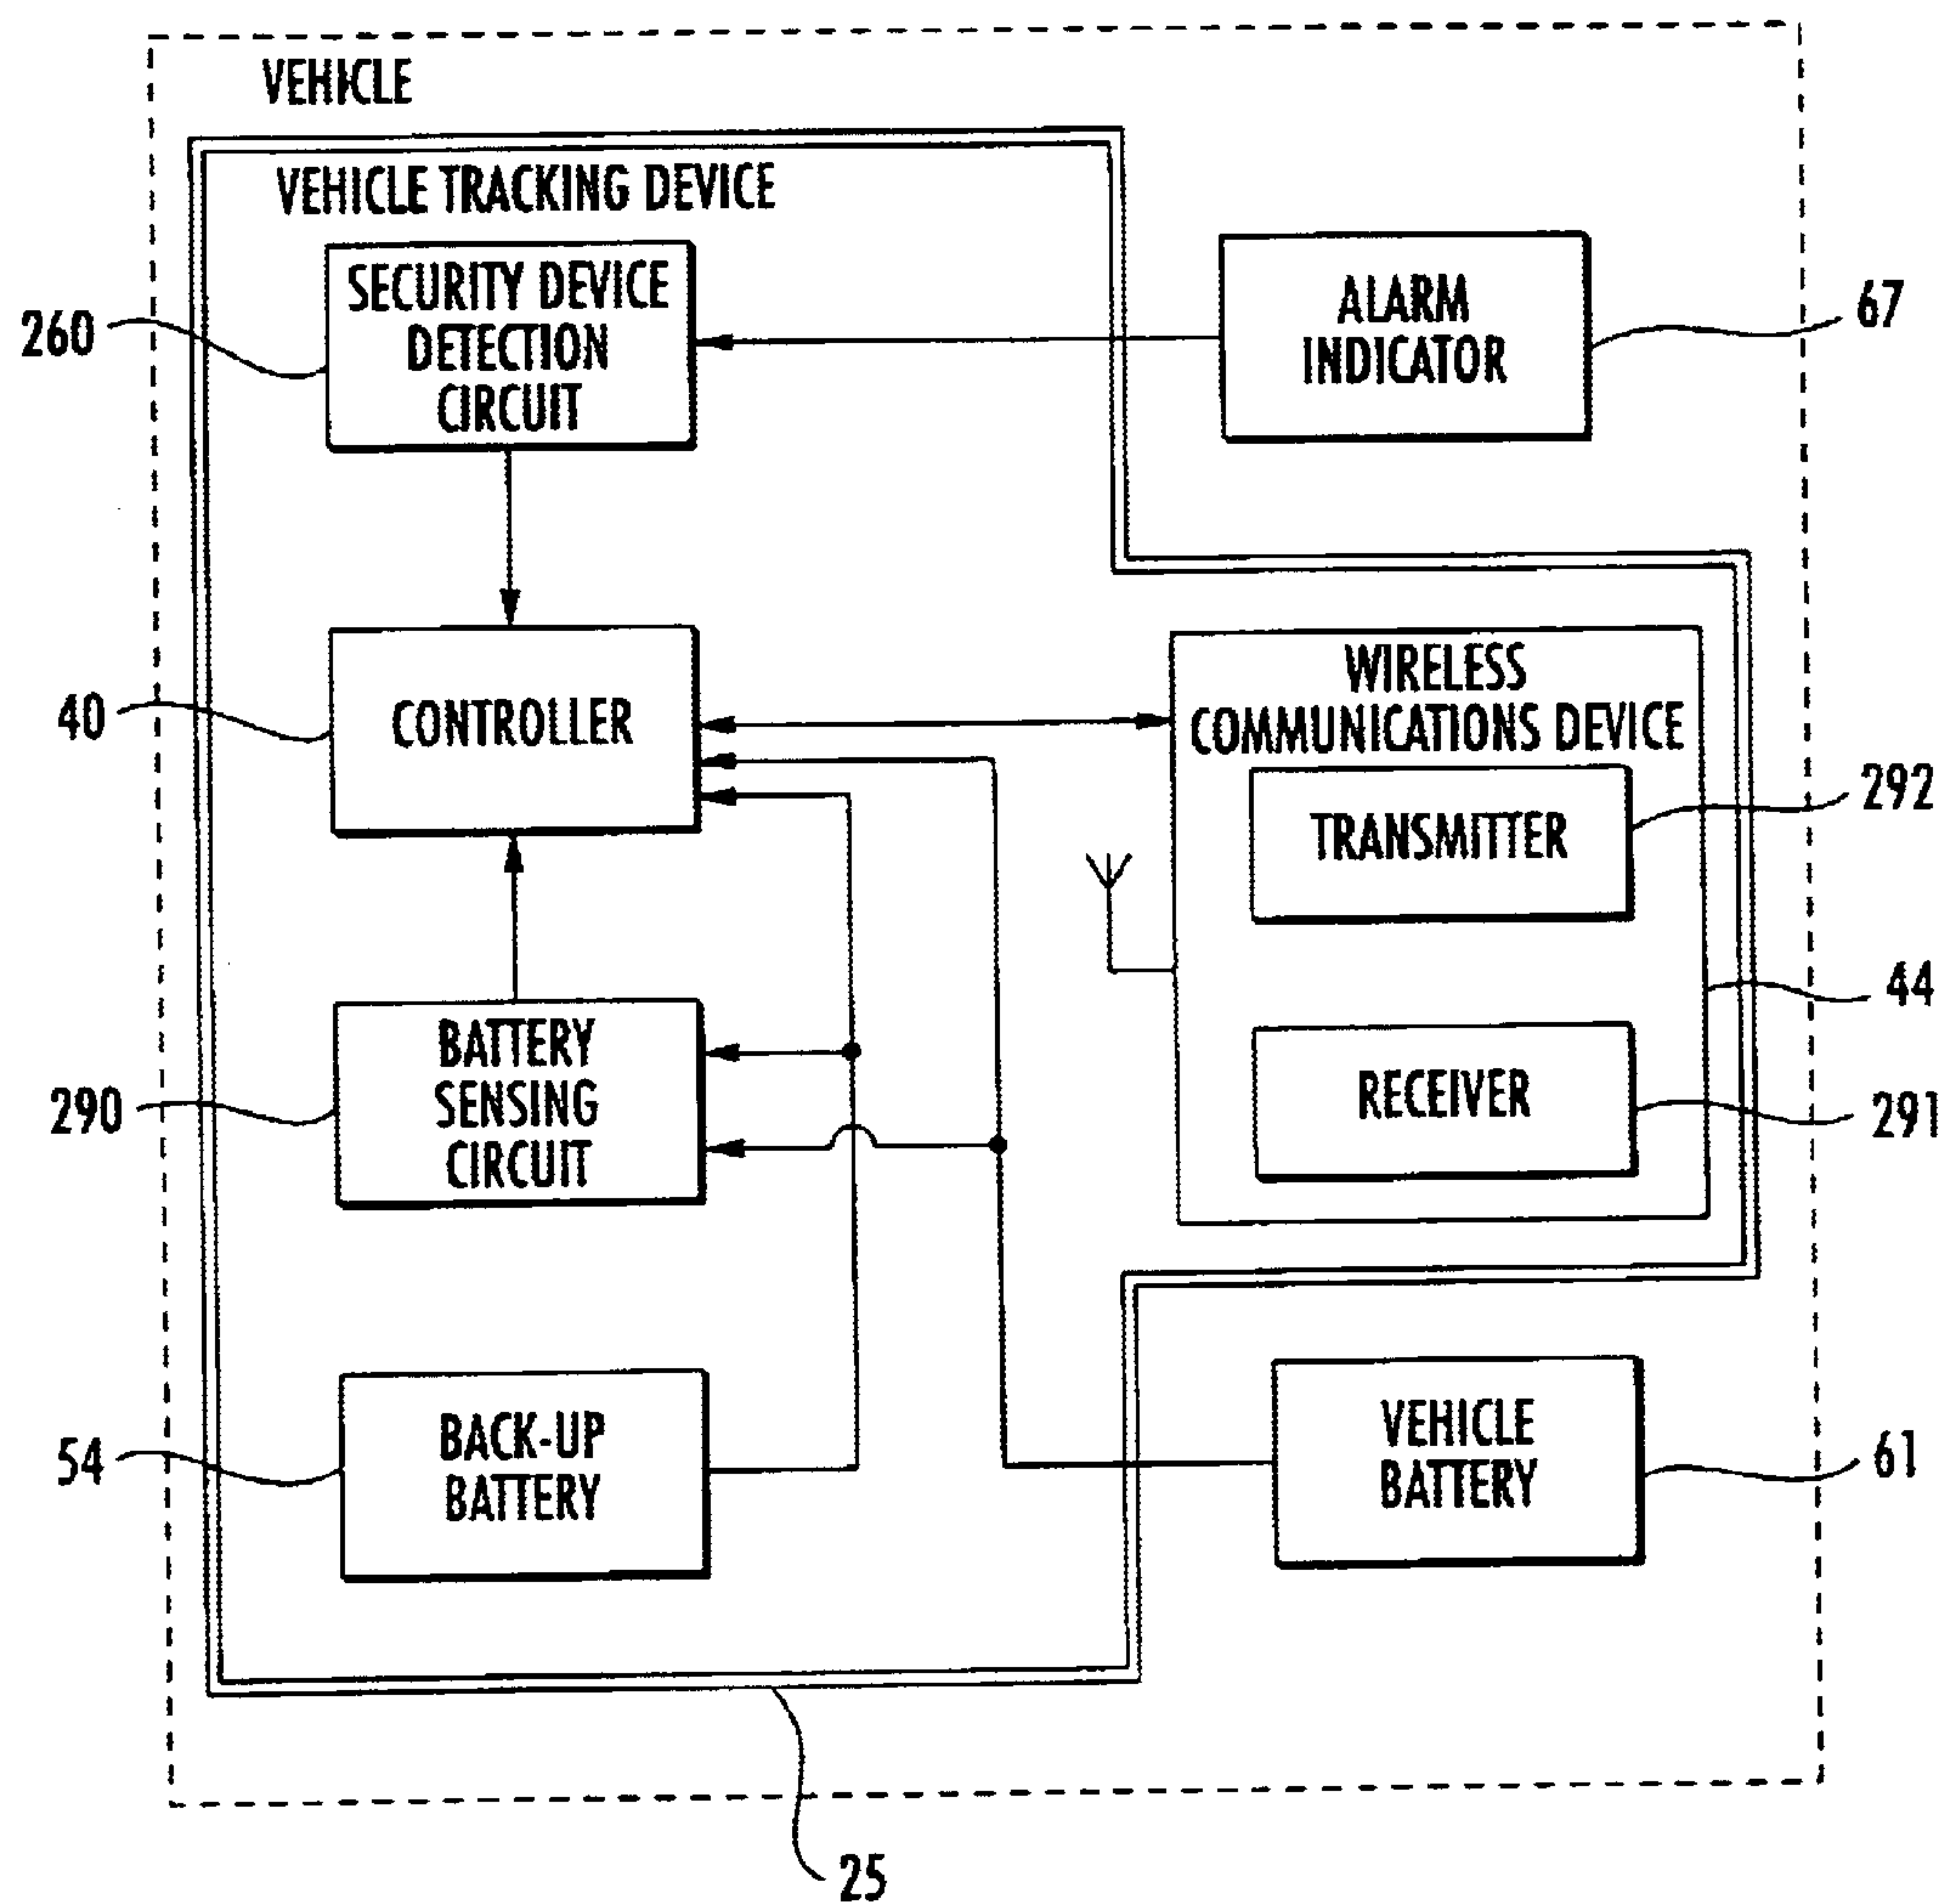 VEHICLE
VEHICLE TRACKING DEVICE
SECURITY DEVICE
DETECTION
CIRCUIT
260
ALARM
INDICATOR
67
CONTROLLER
40
WIRELESS
COMMUNICATIONS DEVICE
TRANSMITTER
292
44
RECEIVER
291
BATTERY
SENSING
CIRCUIT
290
BACK-UP
BATTERY
54
VEHICLE
BATTERY
61
25